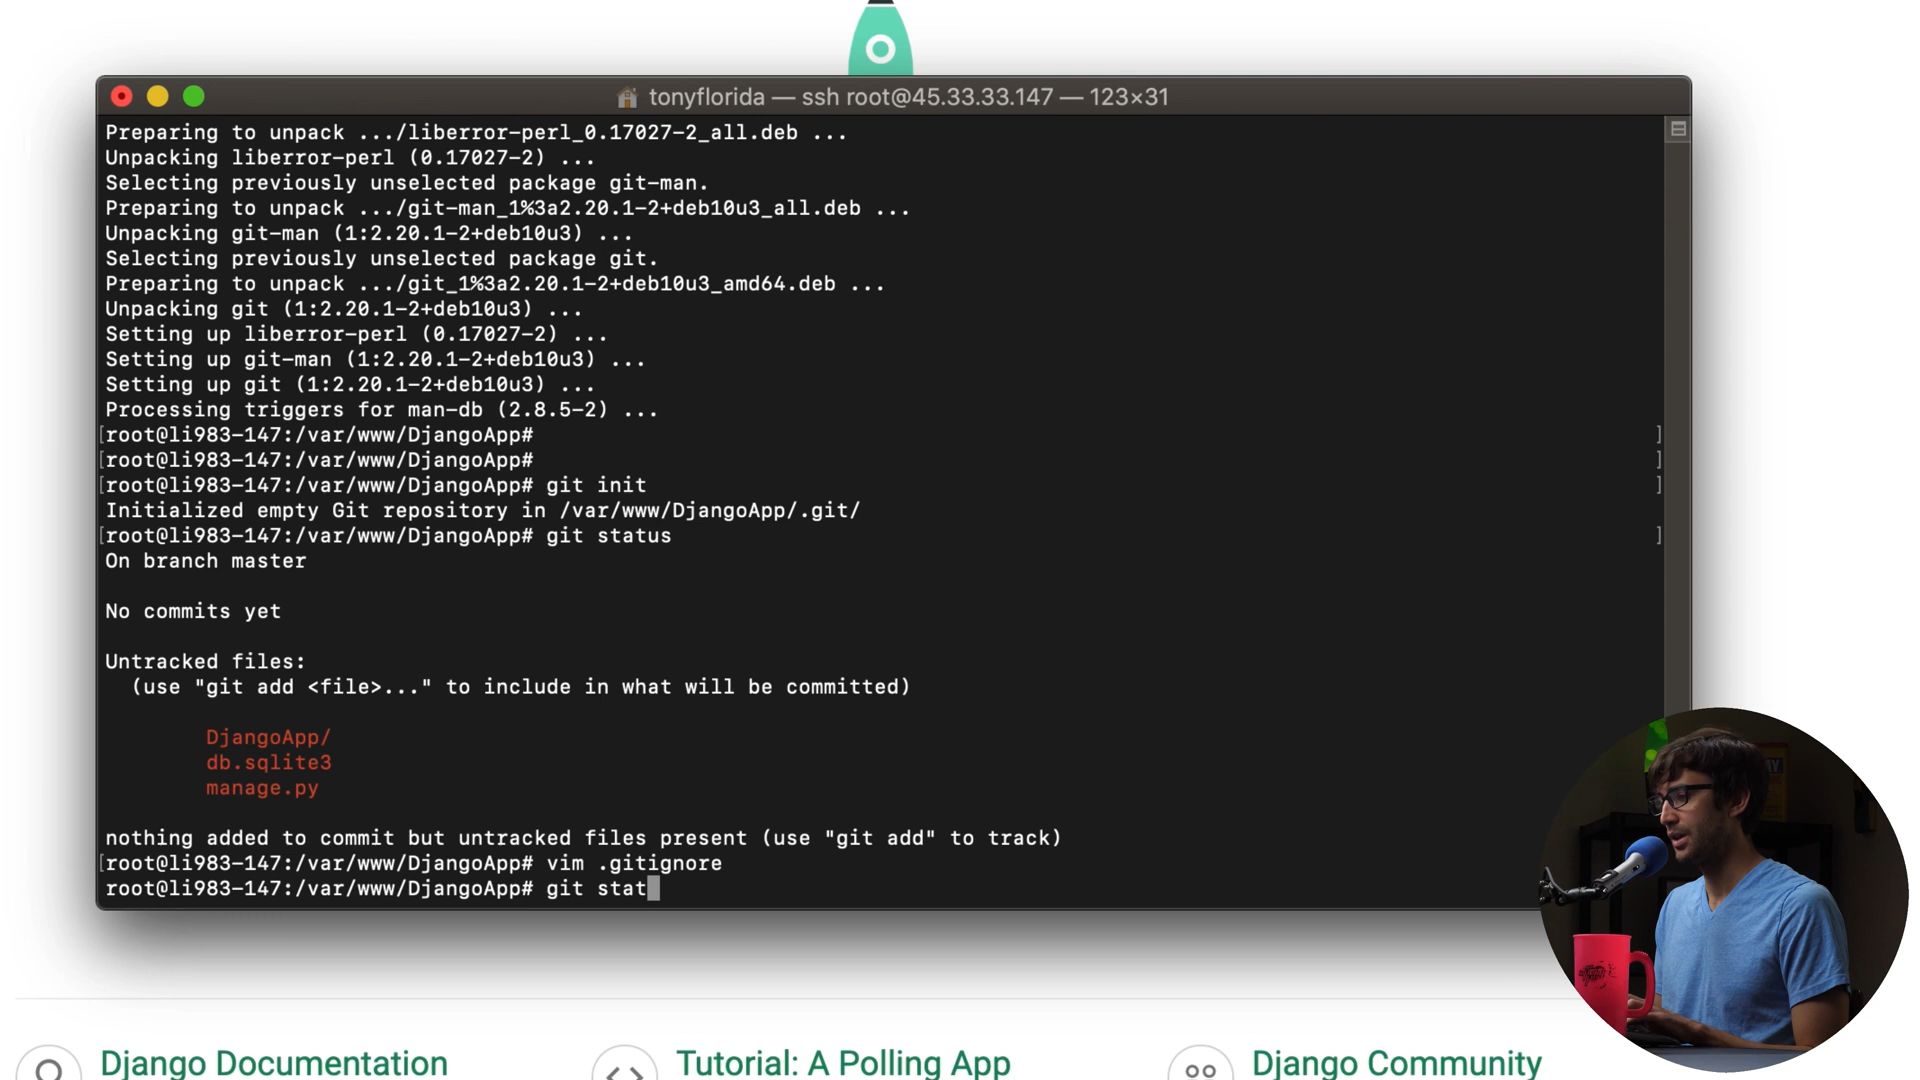 tonyflorida — ssh root@45.33.33.147 — 123×31
Preparing to unpack .../liberror-perl_0.17027-2_all.deb ...
Unpacking liberror-perl (0.17027-2) ...
Selecting previously unselected package git-man.
Preparing to unpack .../git-man_1%3a2.20.1-2+deb10u3_all.deb ...
Unpacking git-man (1:2.20.1-2+deb10u3) ...
Selecting previously unselected package git.
Preparing to unpack .../git_1%3a2.20.1-2+deb10u3_amd64.deb ...
Unpacking git (1:2.20.1-2+deb10u3) ...
Setting up liberror-perl (0.17027-2) ...
Setting up git-man (1:2.20.1-2+deb10u3) ...
Setting up git (1:2.20.1-2+deb10u3) ...
Processing triggers for man-db (2.8.5-2) ...
[root@li983-147:/var/www/DjangoApp# ]
[root@li983-147:/var/www/DjangoApp# ]
[root@li983-147:/var/www/DjangoApp# git init ]
Initialized empty Git repository in /var/www/DjangoApp/.git/
[root@li983-147:/var/www/DjangoApp# git status ]
On branch master
No commits yet
Untracked files:
(use "git add <file>..." to include in what will be committed)
DjangoApp/
db.sqlite3
manage.py
nothing added to commit but untracked files present (use "git add" to track)
[root@li983-147:/var/www/DjangoApp# vim .gitignore
root@li983-147:/var/www/DjangoApp# git stat
Django Documentation
Tutorial: A Polling App
Django Community